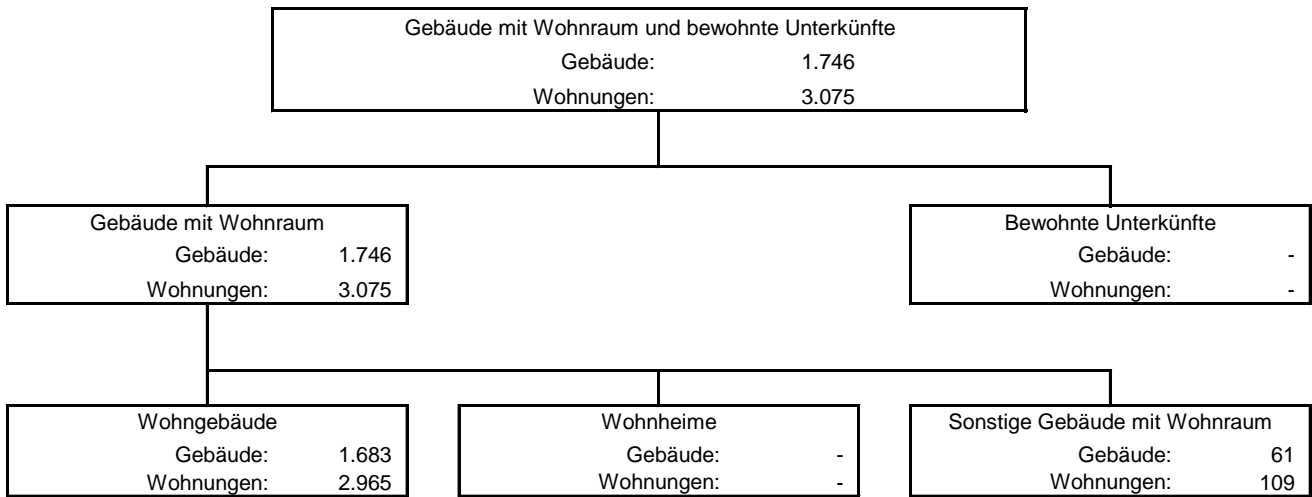 Gebäude mit Wohnraum und bewohnte Unterkünfte
Gebäude: 1.746
Wohnungen: 3.075
Gebäude mit Wohnraum
Gebäude: 1.746
Wohnungen: 3.075
Bewohnte Unterkünfte
Gebäude: -
Wohnungen: -
Wohngebäude
Gebäude: 1.683
Wohnungen: 2.965
Wohnheime
Gebäude: -
Wohnungen: -
Sonstige Gebäude mit Wohnraum
Gebäude: 61
Wohnungen: 109